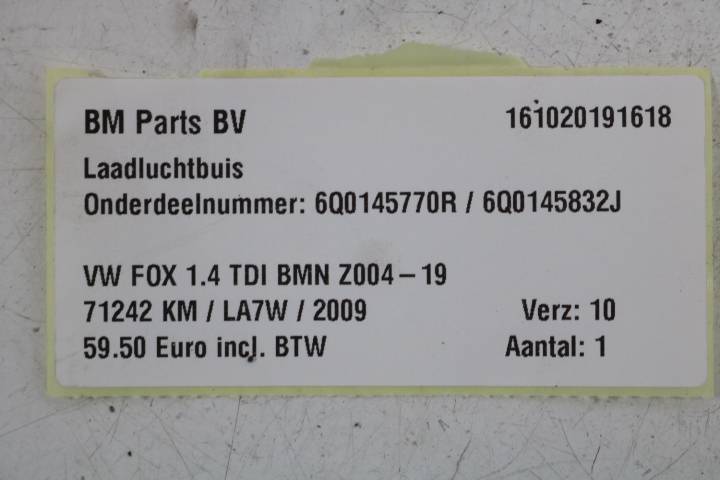 BM Parts BV 161020191618
Laadluchtbuis
Onderdeelnummer: 6Q0145770R / 6Q0145832J
VW FOX 1.4 TDI BMN Z004-19
71242 KM / LA7W / 2009 Verz: 10
59.50 Euro incl. BTW Aantal: 1